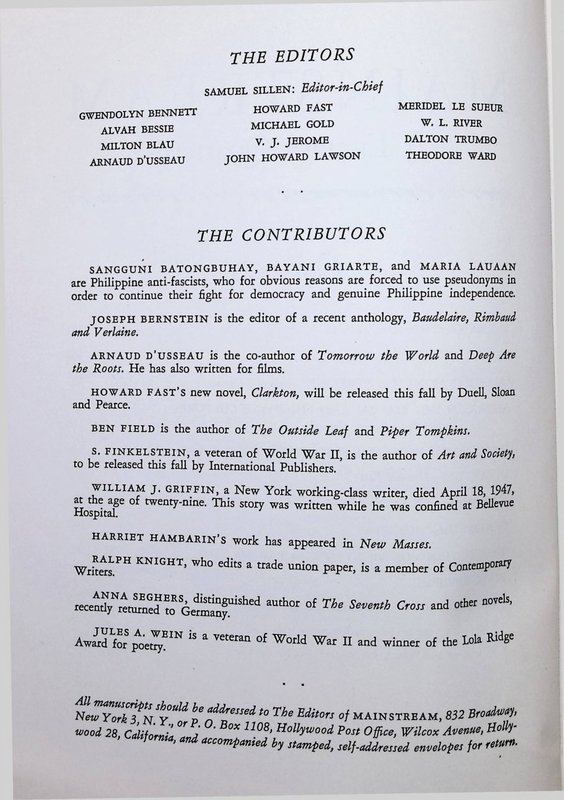 THE EDITORS
SAMUEL SILLEN: Editor-in-Chief
GWENDOLYN BENNETT
ALVAH BESSIE
MILTON BLAU
ARNAUD D'USSEAU
HOWARD FAST
MICHAEL GOLD
V. J. JEROME
JOHN HOWARD LAWSON
MERIDEL LE SUEUR
W. L. RIVER
DALTON TRUMBO
THEODORE WARD
THE CONTRIBUTORS
SANGGUNI BATONGBUHAY, BAYANI GRIARTE, and MARIA LAUAAN
are Philippine anti-fascists, who for obvious reasons are forced to use pseudonyms in
order to continue their fight for democracy and genuine Philippine independence.
JOSEPH BERNSTEIN is the editor of a recent anthology, Baudelaire, Rimbaud
and Verlaine.
ARNAUD D'USSEAU is the co-author of Tomorrow the World and Deep Are
the Roots. He has also written for films.
HOWARD FAST'S new novel, Clarkton, will be released this fall by Duell, Sloan
and Pearce.
BEN FIELD is the author of The Outside Leaf and Piper Tompkins.
S. FINKELSTEIN, a veteran of World War II, is the author of Art and Society,
to be released this fall by International Publishers.
WILLIAM J. GRIFFIN, a New York working-class writer, died April 18, 1947,
at the age of twenty-nine. This story was written while he was confined at Bellevue
Hospital.
HARRIET HAMBARIN'S work has appeared in New Masses.
RALPH KNIGHT, who edits a trade union paper, is a member of Contemporary
Writers.
ANNA SEGHERS, distinguished author of The Seventh Cross and other novels,
recently returned to Germany.
JULES A. WEIN is a veteran of World War II and winner of the Lola Ridge
Award for poetry.
All manuscripts should be addressed to The Editors of MAINSTREAM, 832 Broadway,
New York 3, N. Y., or P. O. Box 1108, Hollywood Post Office, Wilcox Avenue, Holly-
wood 28, California, and accompanied by stamped, self-addressed envelopes for return.